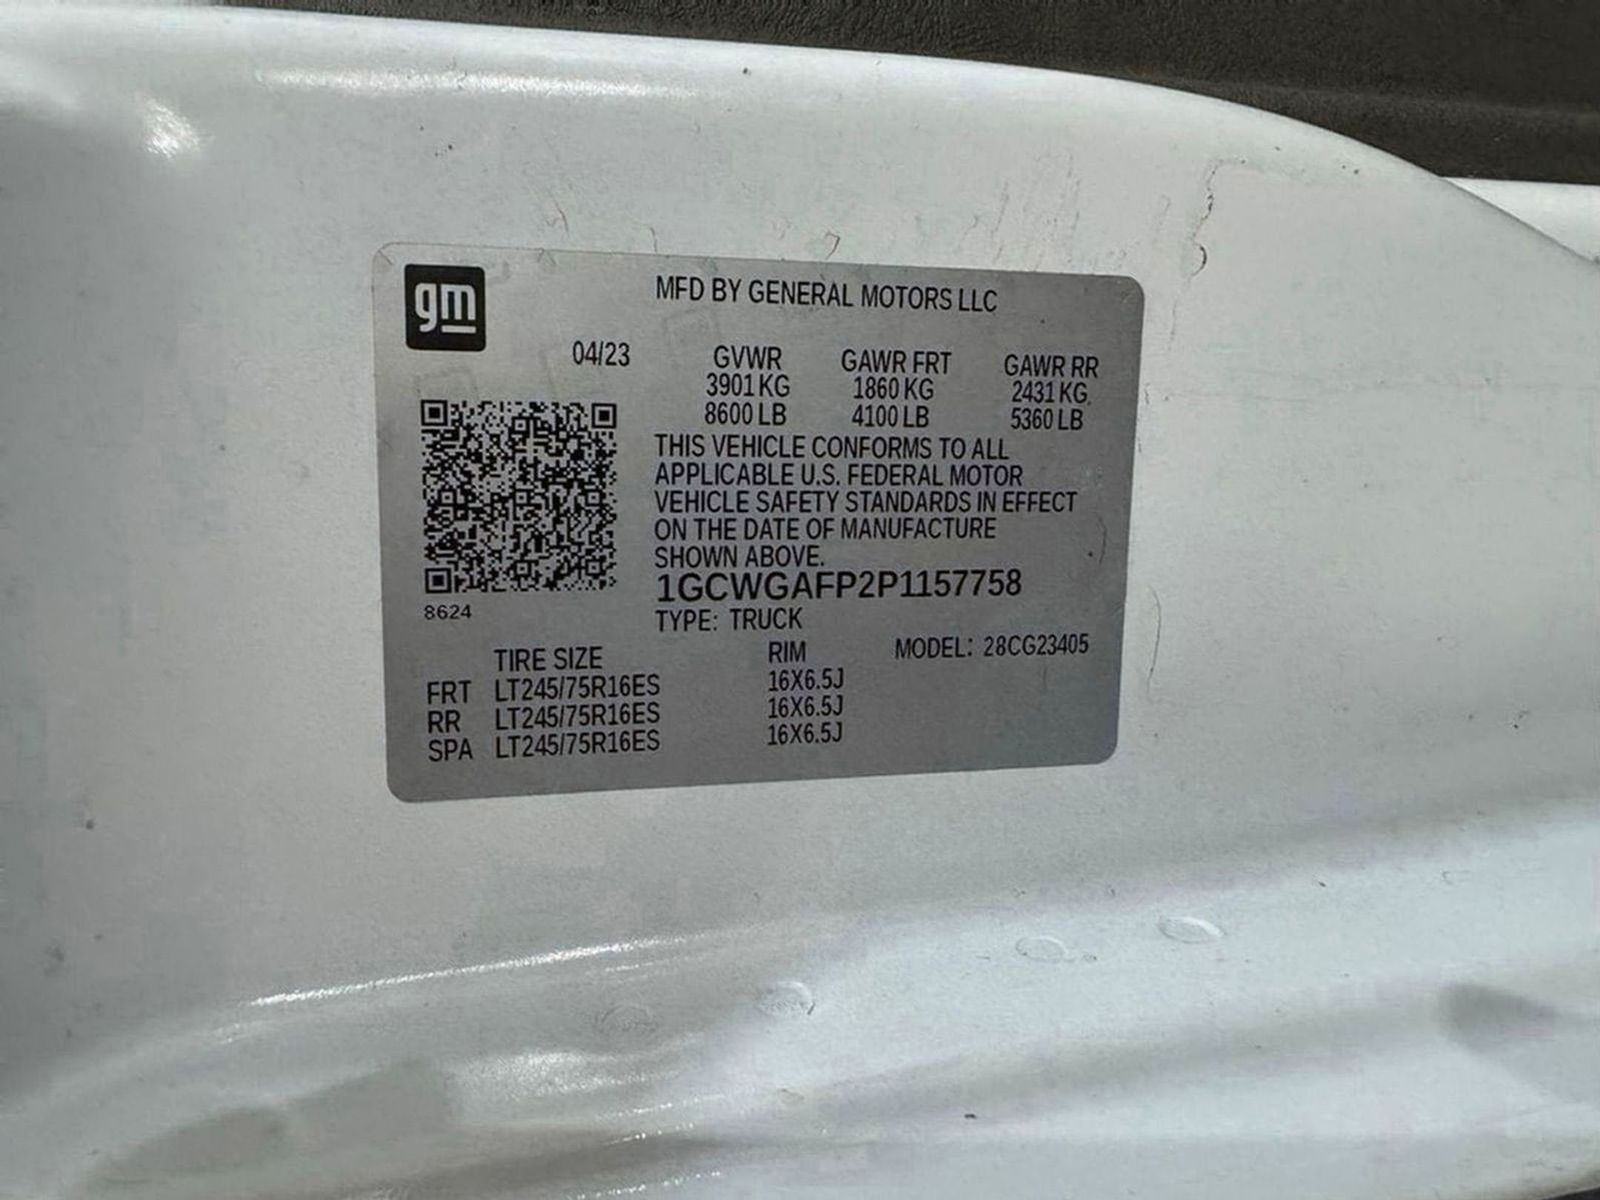 gm
MFD BY GENERAL MOTORS LLC
04/23 GVWR GAWR FRT GAWR RR
3901 KG 1860 KG 2431 KG
8600 LB 4100 LB 5360 LB
THIS VEHICLE CONFORMS TO ALL
APPLICABLE U.S. FEDERAL MOTOR
VEHICLE SAFETY STANDARDS IN EFFECT
ON THE DATE OF MANUFACTURE
SHOWN ABOVE.
1GCWGAFP2P1157758
8624
TYPE: TRUCK
TIRE SIZE RIM MODEL: 28CG23405
FRT LT245/75R16ES 16X6.5J
RR LT245/75R16ES 16X6.5J
SPA LT245/75R16ES 16X6.5J